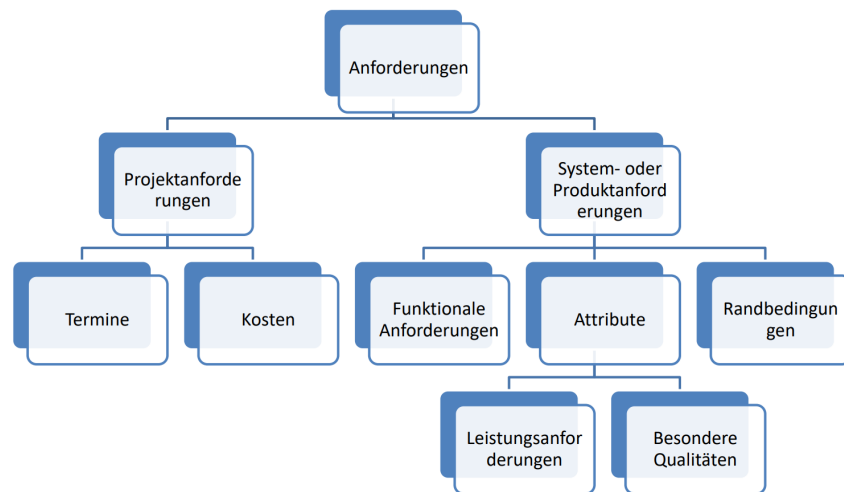 Anforderungen
Projektanforde
rungen
System- oder
Produktanford
erungen
Termine
Kosten
Funktionale
Anforderungen
Attribute
Randbedingun
gen
Leistungsanfor
derungen
Besondere
Qualitäten